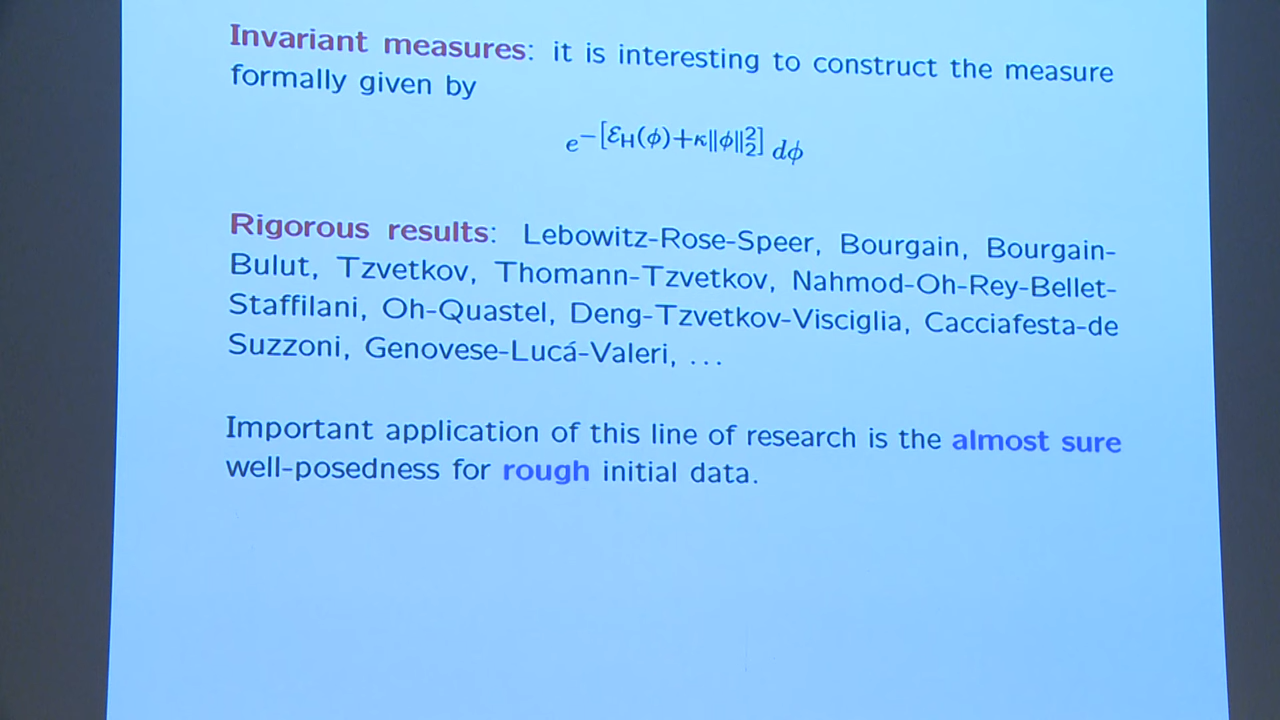 Invariant measures: it is interesting to construct the measure
formally given by
e^{-[ℰ_H(ϕ)+κ‖ϕ‖_2^2]} dϕ
Rigorous results: Lebowitz-Rose-Speer, Bourgain, Bourgain-
Bulut, Tzvetkov, Thomann-Tzvetkov, Nahmod-Oh-Rey-Bellet-
Staffilani, Oh-Quastel, Deng-Tzvetkov-Visciglia, Cacciafesta-de
Suzzoni, Genovese-Lucá-Valeri, ...
Important application of this line of research is the almost sure
well-posedness for rough initial data.